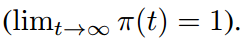 (lim_{t→∞} π(t) = 1).